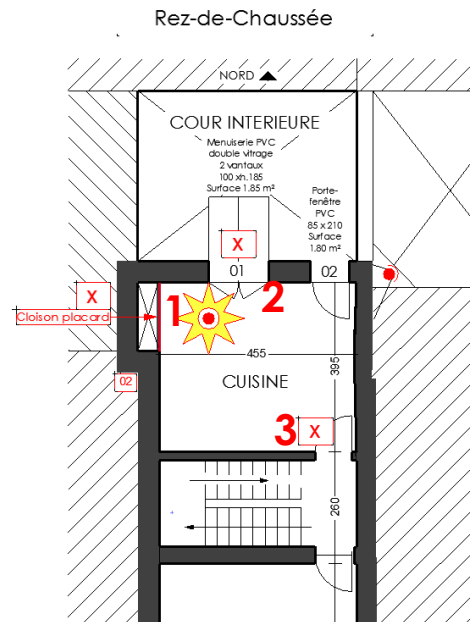 Rez-de-Chaussée
NORD
COUR INTERIEURE
Menuiserie PVC
double vitrage
2 vantaux
100 xh.185
Surface 1.85 m²
Porte-
fenêtre
PVC
85 x 210
Surface
1.80 m²
X
01
02
X
1
2
Cloison placard
455
395
02
CUISINE
3
X
260